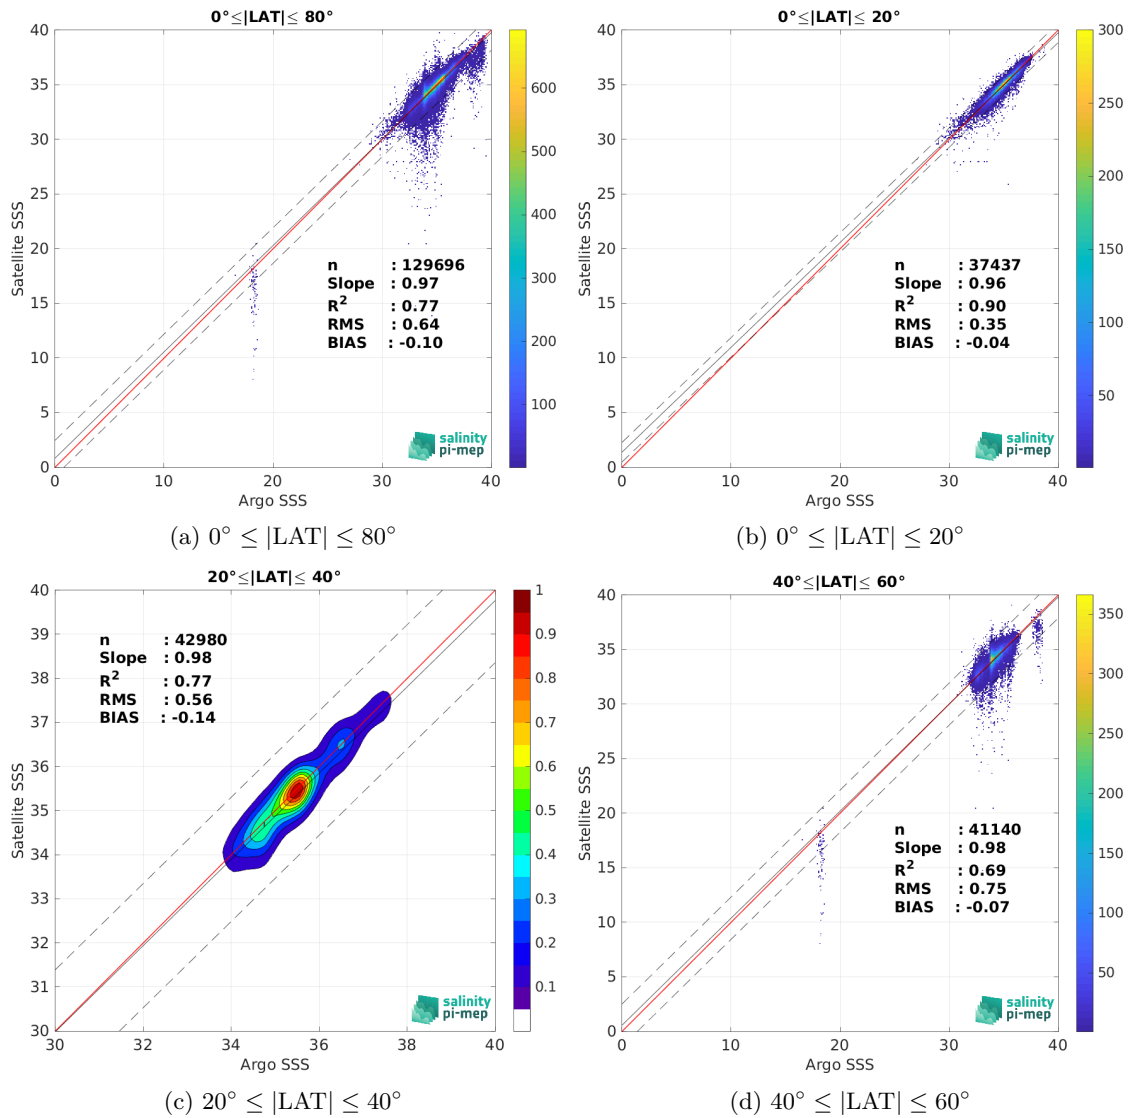 0°≤|LAT|≤ 80°
40
35
30
25
20
15
10
5
0
0
10
20
30
40
Satellite SSS
Argo SSS
n : 129696
Slope : 0.97
R² : 0.77
RMS : 0.64
BIAS : -0.10
salinity
pi-mep
600
500
400
300
200
100
(a) 0° ≤ |LAT| ≤ 80°
0°≤|LAT|≤ 20°
40
35
30
25
20
15
10
5
0
0
10
20
30
40
Satellite SSS
Argo SSS
n : 37437
Slope : 0.96
R² : 0.90
RMS : 0.35
BIAS : -0.04
salinity
pi-mep
300
250
200
150
100
50
(b) 0° ≤ |LAT| ≤ 20°
20°≤|LAT|≤ 40°
40
39
38
37
36
35
34
33
32
31
30
30
32
34
36
38
40
Satellite SSS
Argo SSS
n : 42980
Slope : 0.98
R² : 0.77
RMS : 0.56
BIAS : -0.14
salinity
pi-mep
1
0.9
0.8
0.7
0.6
0.5
0.4
0.3
0.2
0.1
(c) 20° ≤ |LAT| ≤ 40°
40°≤|LAT|≤ 60°
40
35
30
25
20
15
10
5
0
0
10
20
30
40
Satellite SSS
Argo SSS
n : 41140
Slope : 0.98
R² : 0.69
RMS : 0.75
BIAS : -0.07
salinity
pi-mep
350
300
250
200
150
100
50
(d) 40° ≤ |LAT| ≤ 60°